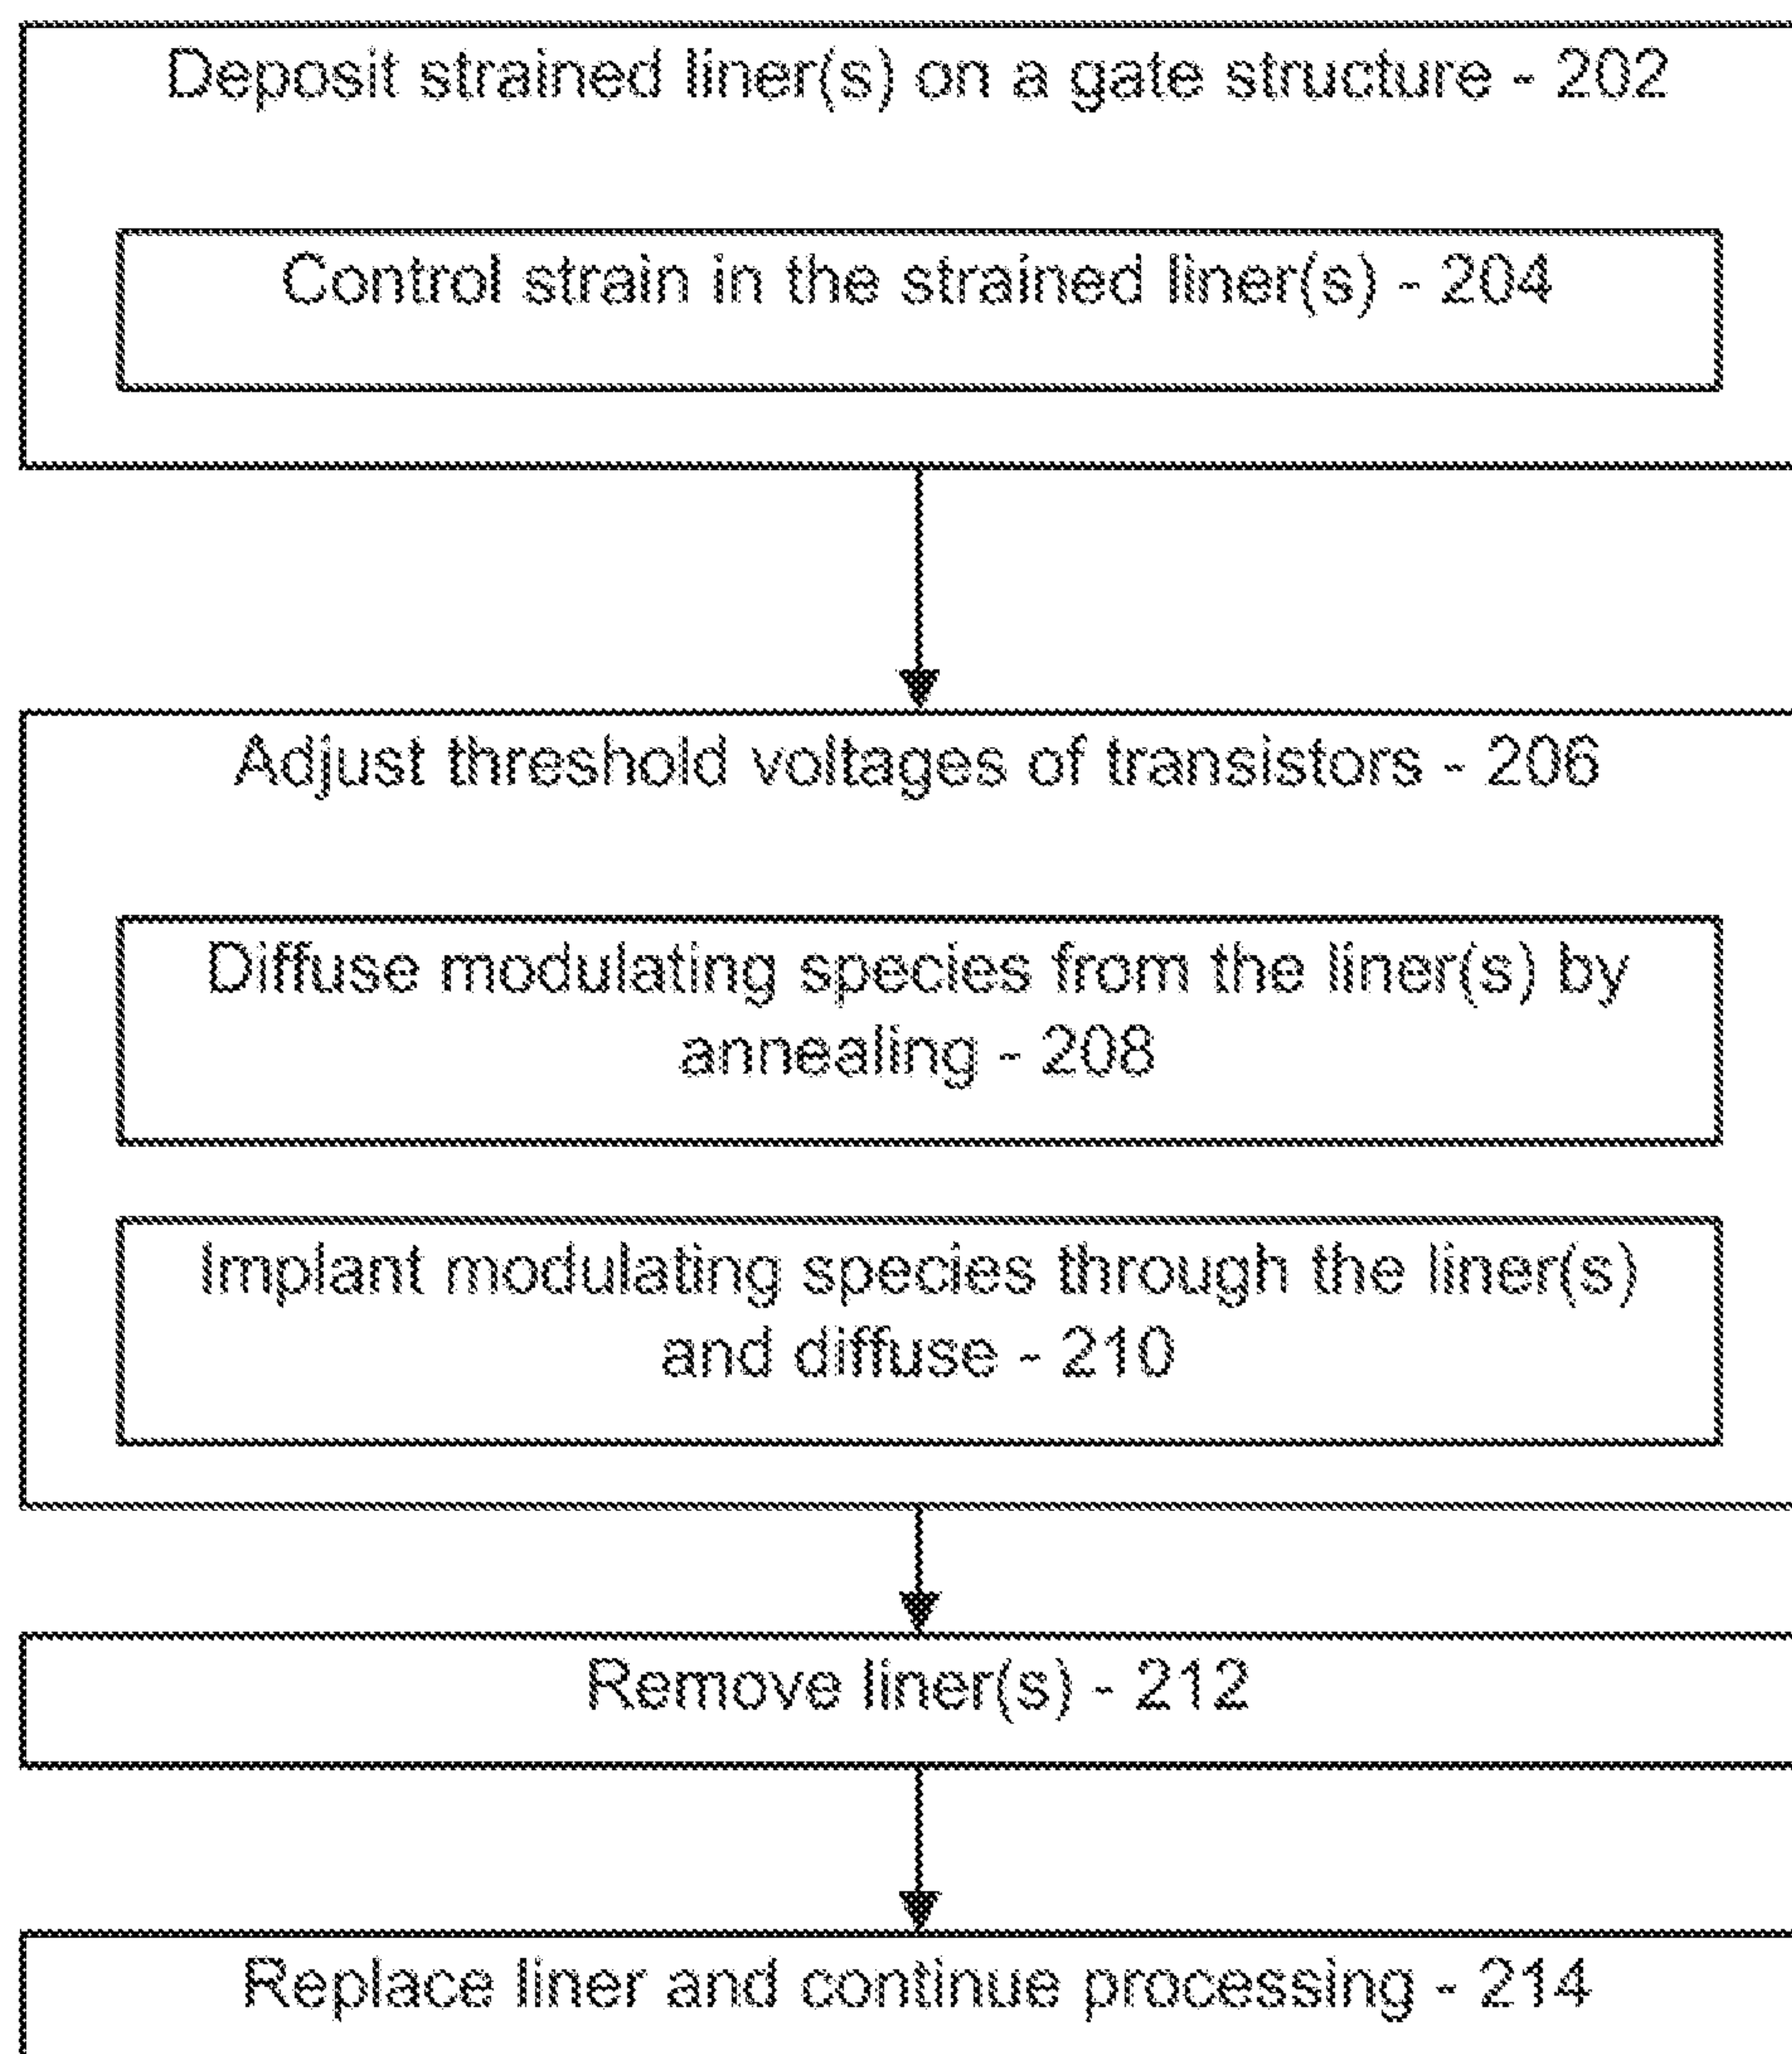 Deposit strained liner(s) on a gate structure - 202
Control strain in the strained liner(s) - 204
Adjust threshold voltages of transistors - 206
Diffuse modulating species from the liner(s) by
annealing - 208
Implant modulating species through the liner(s)
and diffuse - 210
Remove liner(s) - 212
Replace liner and continue processing - 214